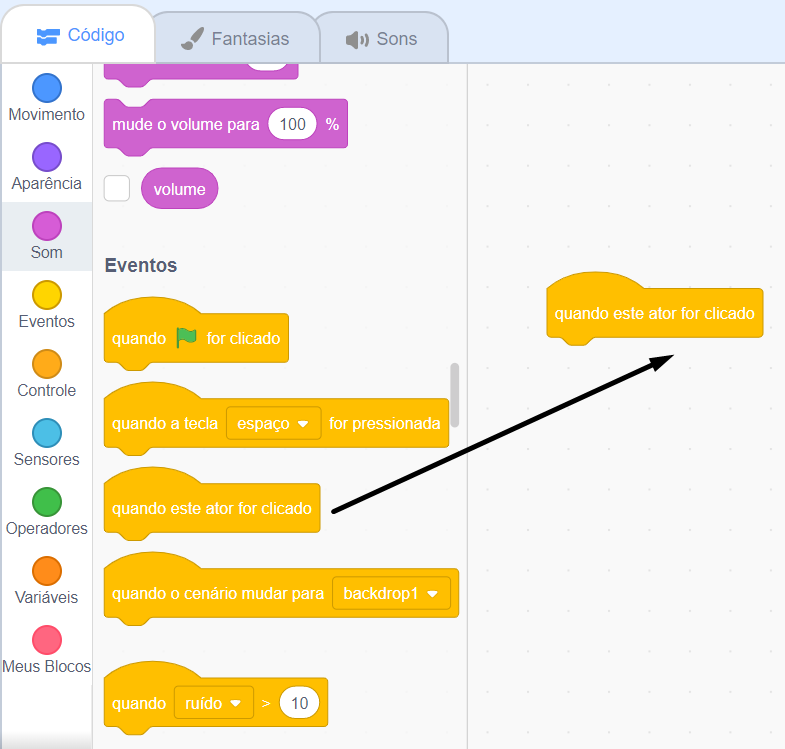 Código
Fantasias
Sons
Movimento
Aparência
Som
Eventos
Controle
Sensores
Operadores
Variáveis
Meus Blocos
mude o volume para 100 %
volume
Eventos
quando for clicado
quando a tecla espaço for pressionada
quando este ator for clicado
quando o cenário mudar para backdrop1
quando ruído > 10
quando este ator for clicado